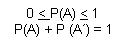 0 < P(A) < 1
P(A) + P (A´) = 1